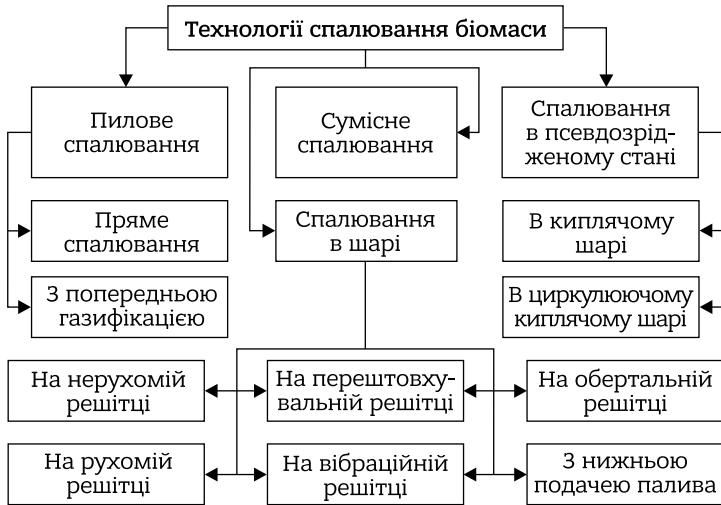 Технології спалювання біомаси
Пилове
спалювання
Сумісне
спалювання
Спалювання
в псевдозрід-
женому стані
Пряме
спалювання
Спалювання
в шарі
В киплячому
шарі
З попередньою
газифікацією
В циркулюючому
киплячому шарі
На нерухомій
решітці
На перештовху-
вальній решітці
На обертальній
решітці
На рухомій
решітці
На вібраційній
решітці
З нижньою
подачею палива